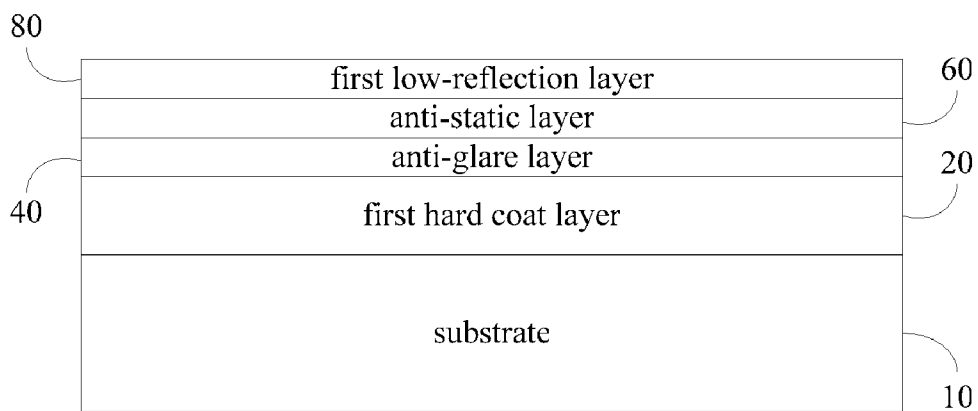 80
first low-reflection layer
60
anti-static layer
anti-glare layer
20
40
first hard coat layer
substrate
10